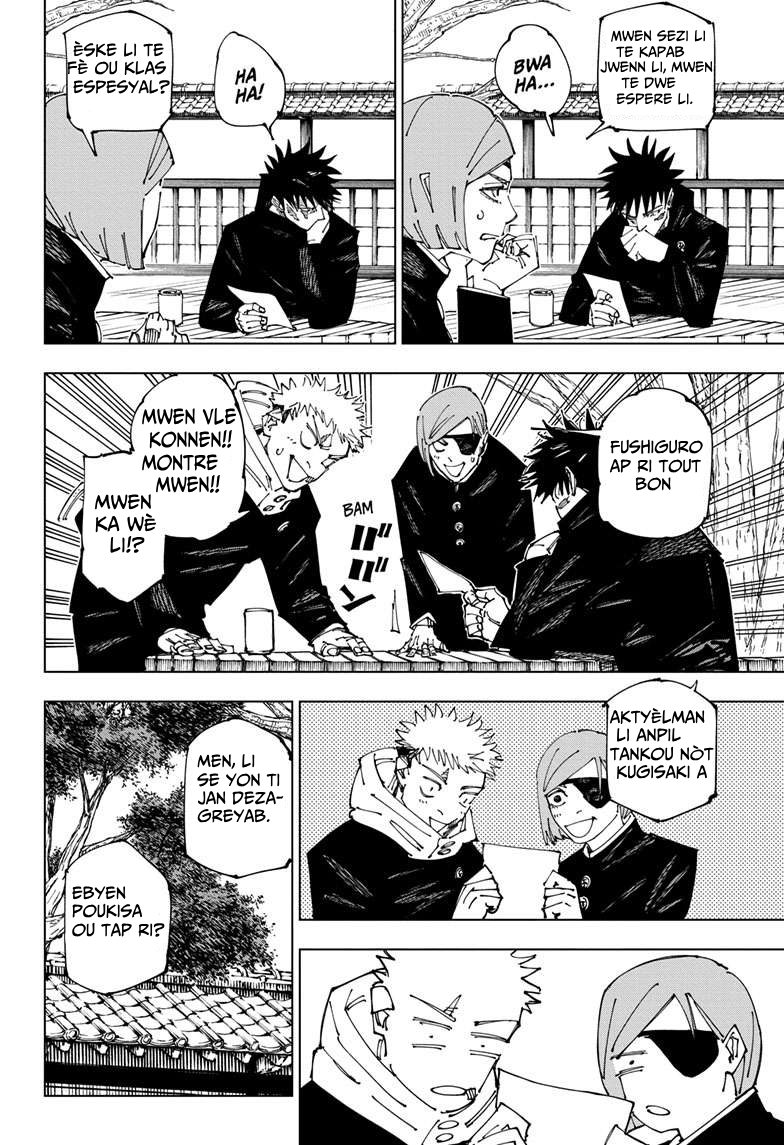 MWEN SEZI LI
TE KAPAB
JWENN LI, MWEN
TE DWE
ESPERE LI.
BWA
HA...
HA
HA!
ÈSKE LI TE
FÈ OU KLAS
ESPESYAL?
FUSHIGURO
AP RI TOUT
BON
BAM
ババン
MWEN VLE
KONNEN!!
MONTRE
MWEN!!
MWEN
KA WÈ
LI!?
AKTYÈLMAN
LI ANPIL
TANKOU NÒT
KUGISAKI A
MEN, LI
SE YON TI
JAN DEZA-
GREYAB.
EBYEN
POUKISA
OU TAP RI?